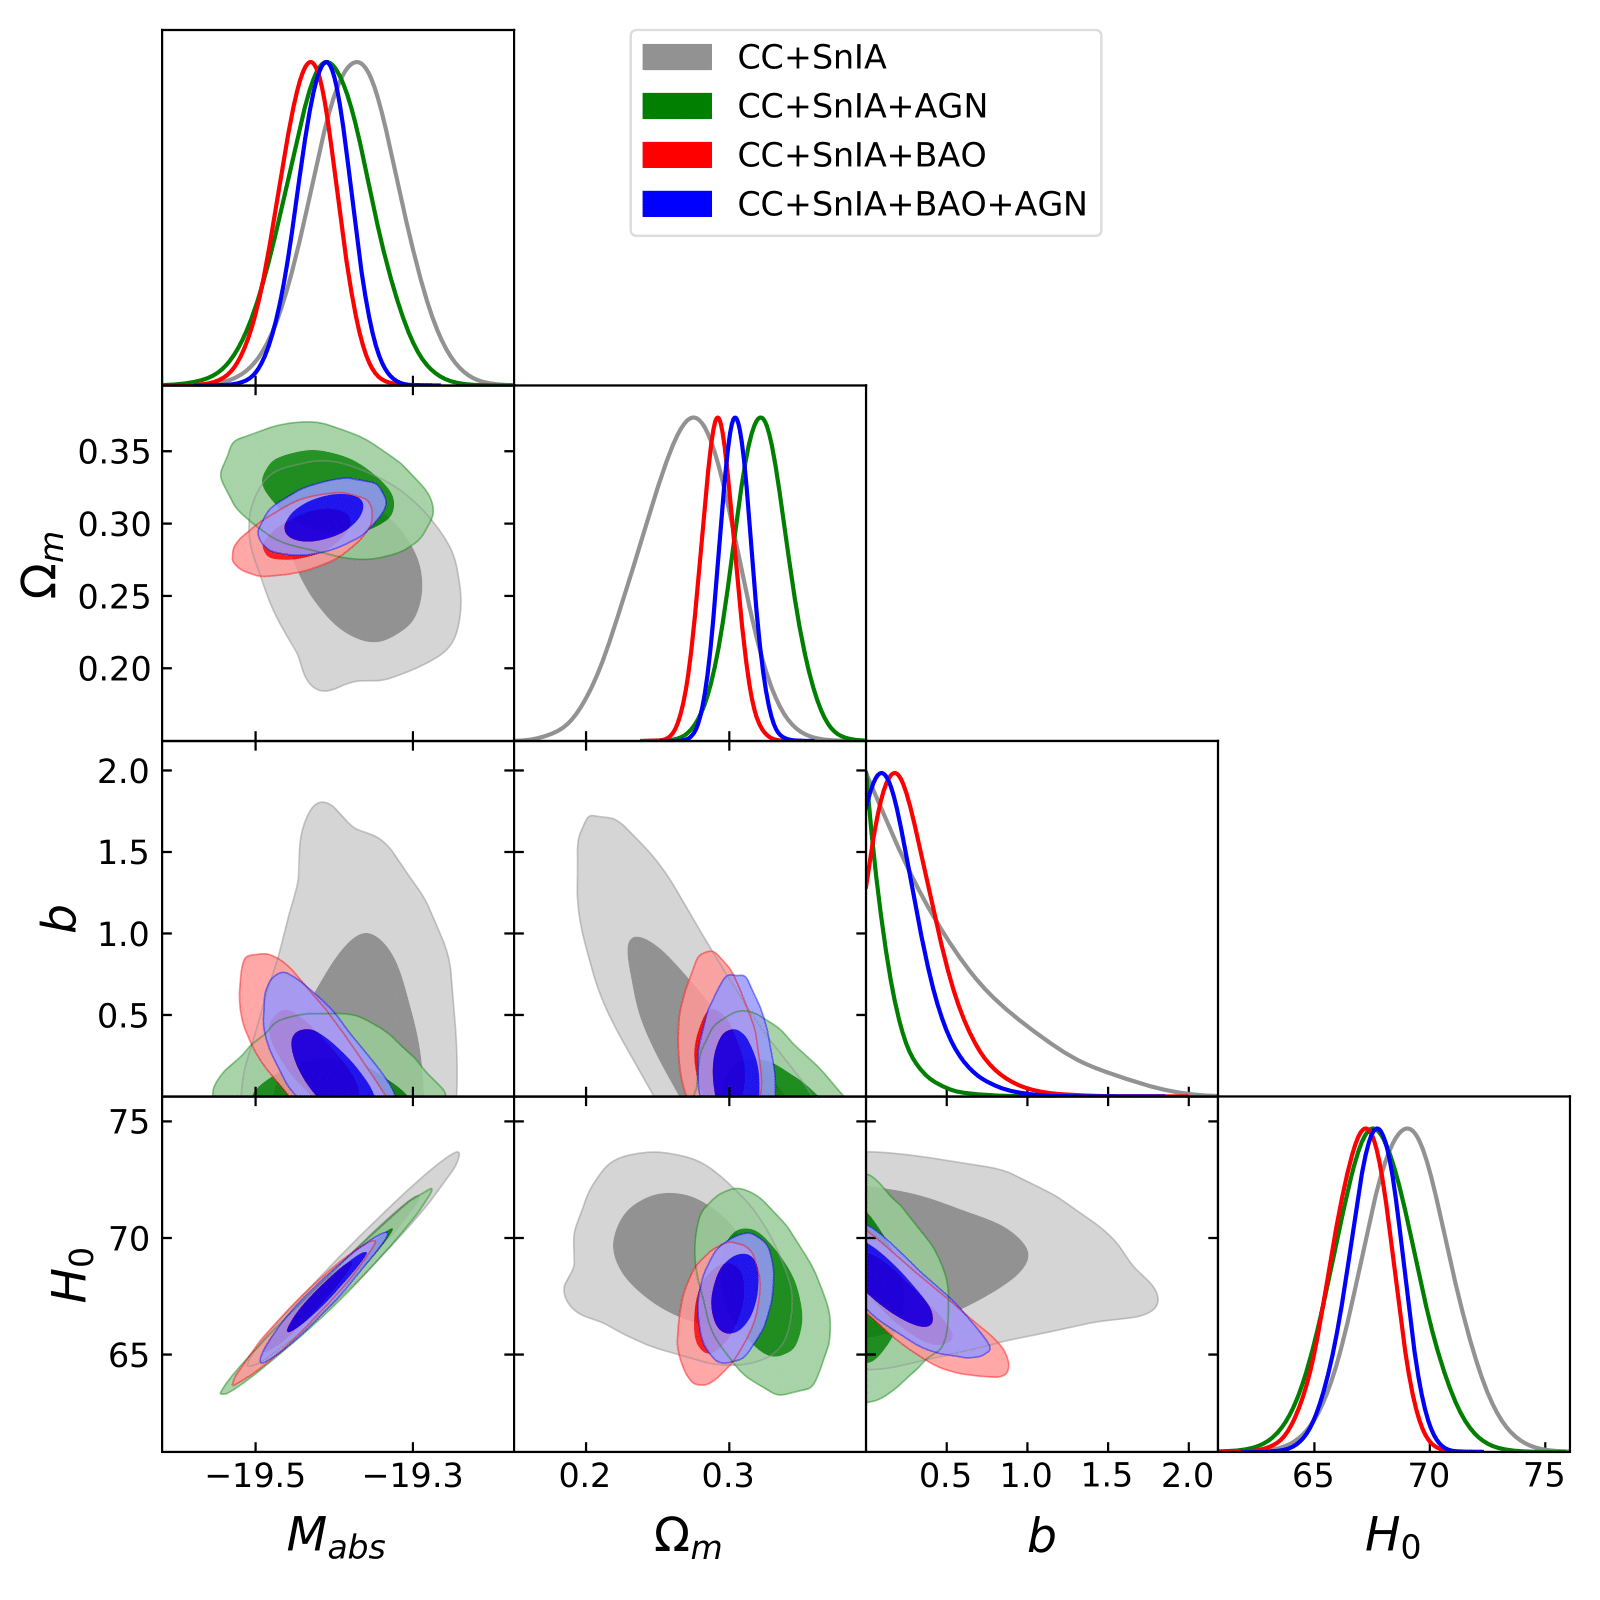 CC+SnIA
CC+SnIA+AGN
CC+SnIA+BAO
CC+SnIA+BAO+AGN
0.35
0.30
0.25
0.20
Ωm
2.0
1.5
1.0
0.5
b
75
70
65
H0
−19.5 −19.3 0.2 0.3 0.5 1.0 1.5 2.0 65 70 75
Mabs Ωm b H0